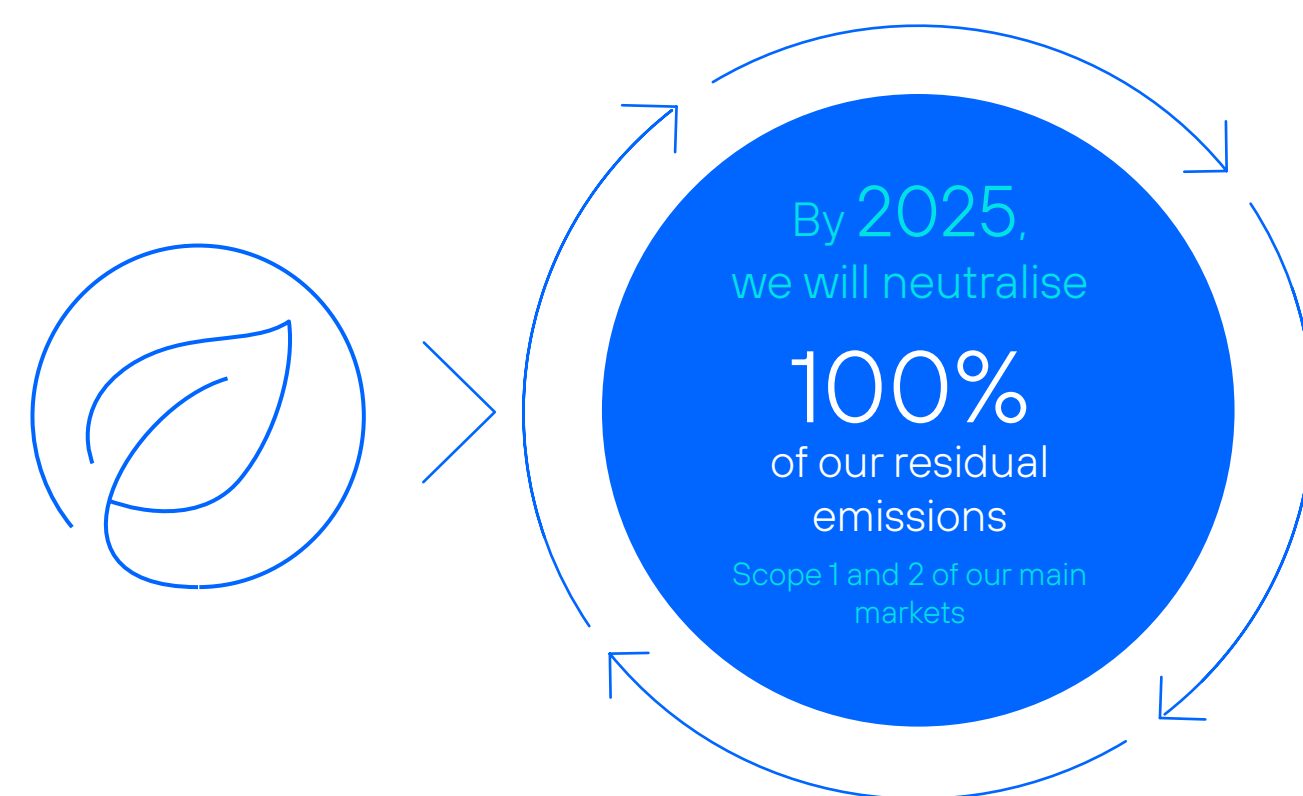 By 2025,
we will neutralise
100%
of our residual
emissions
Scope 1 and 2 of our main
markets